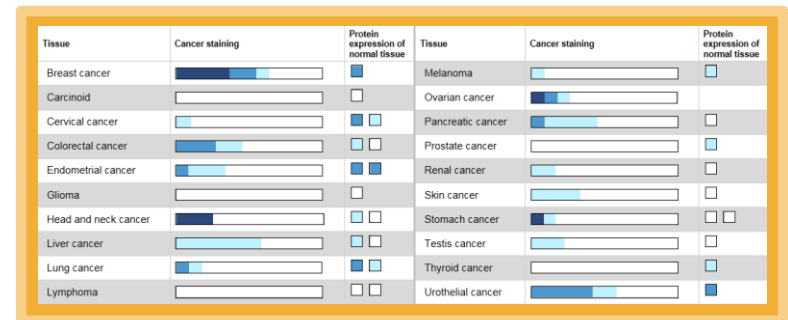 Tissue Cancer staining Protein expression of normal tissue Tissue Cancer staining Protein expression of normal tissue
Breast cancer Melanoma
Carcinoid Ovarian cancer
Cervical cancer Pancreatic cancer
Colorectal cancer Prostate cancer
Endometrial cancer Renal cancer
Glioma Skin cancer
Head and neck cancer Stomach cancer
Liver cancer Testis cancer
Lung cancer Thyroid cancer
Lymphoma Urothelial cancer